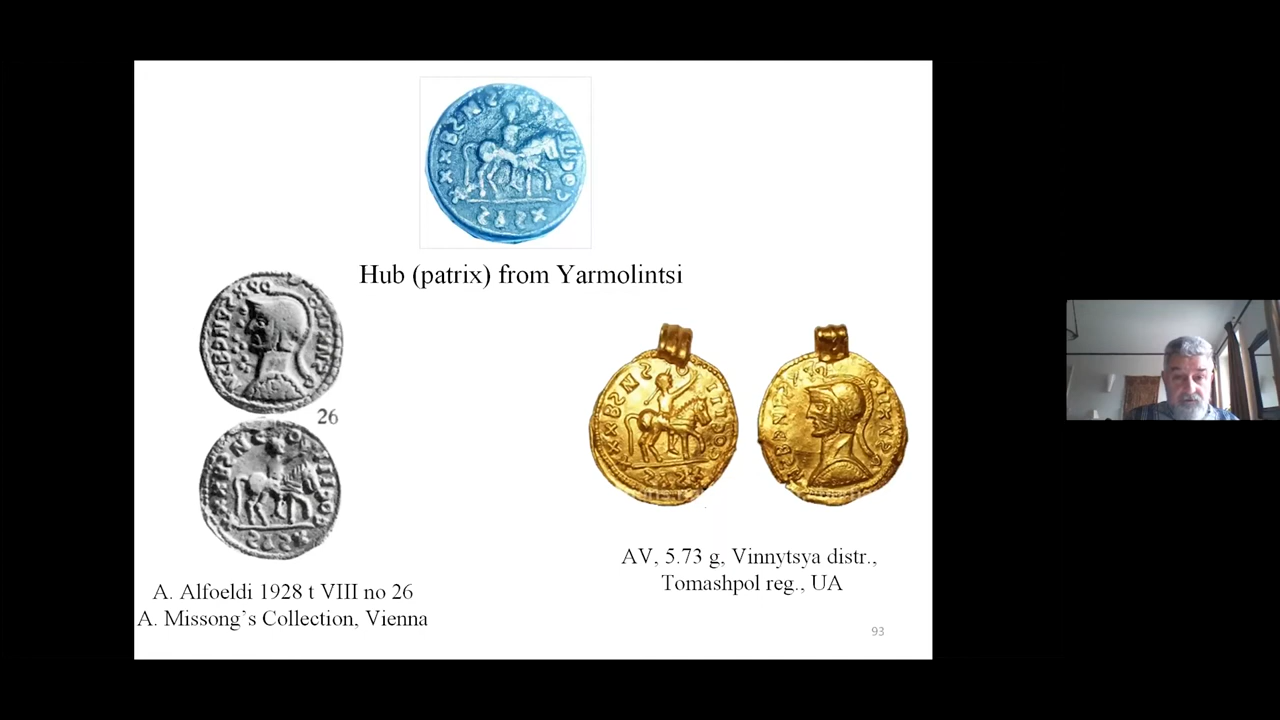 Hub (patrix) from Yarmolintsi
26
A. Alfoeldi 1928 t VIII no 26
A. Missong’s Collection, Vienna
AV, 5.73 g, Vinnytsya distr.,
Tomashpol reg., UA
93